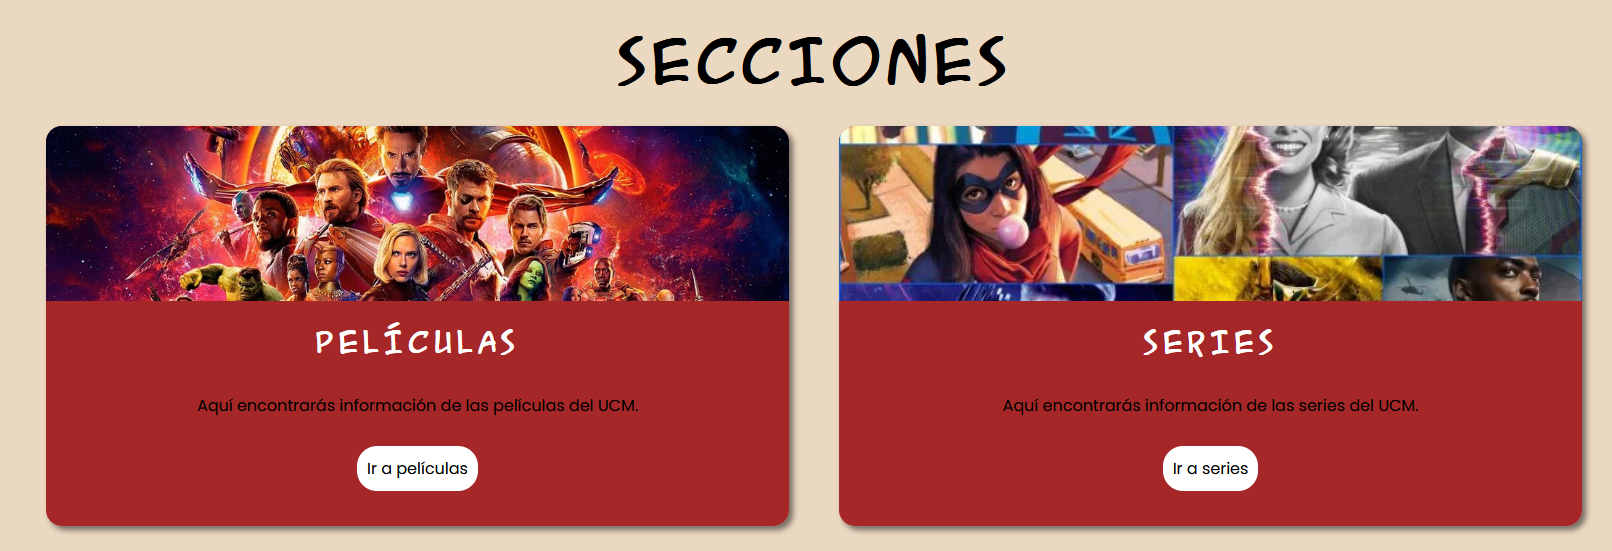 SECCIONES
PELÍCULAS
Aquí encontrarás información de las películas del UCM.
Ir a películas
SERIES
Aquí encontrarás información de las series del UCM.
Ir a series